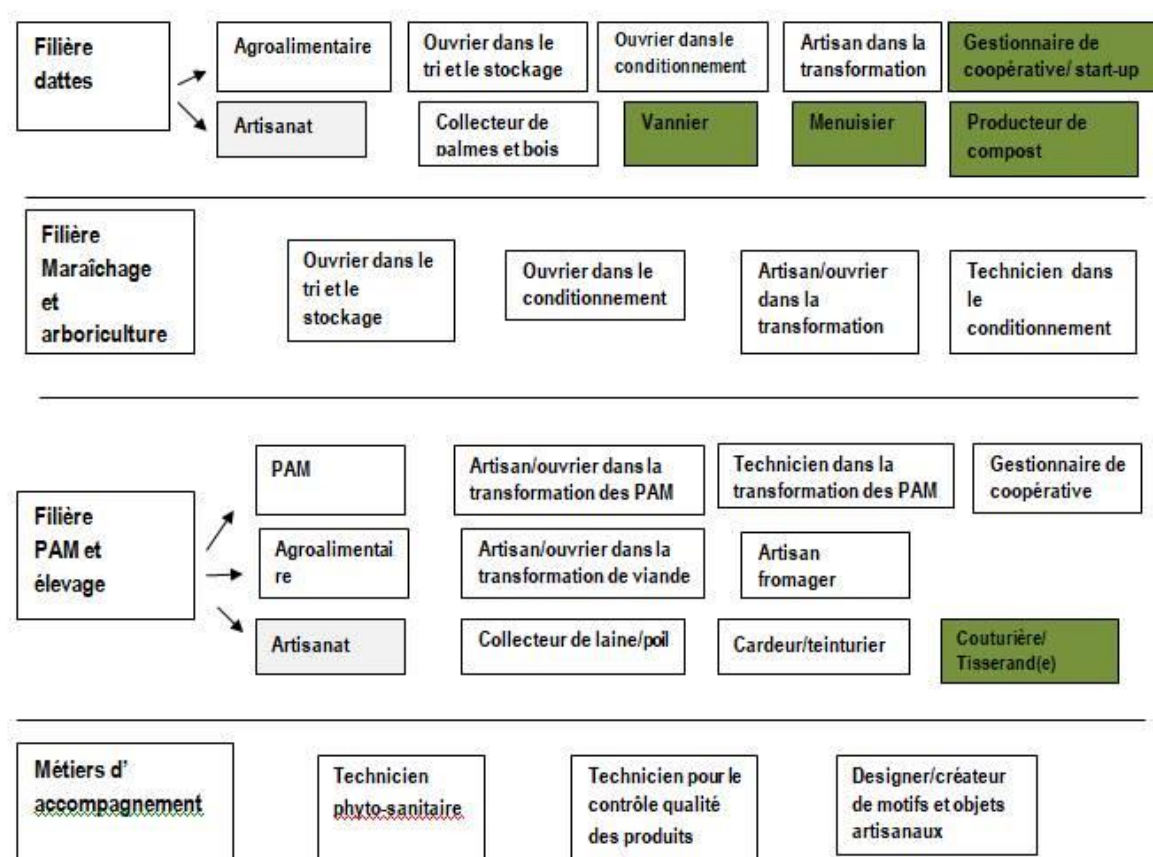 Filière
dattes
Agroalimentaire
Ouvrier dans le
tri et le stockage
Ouvrier dans le
conditionnement
Artisan dans la
transformation
Gestionnaire de
coopérative/ start-up
Artisanat
Collecteur de
palmes et bois
Vannier
Menuisier
Producteur de
compost
Filière
Maraîchage
et
arboriculture
Ouvrier dans le
tri et le
stockage
Ouvrier dans le
conditionnement
Artisan/ouvrier
dans la
transformation
Technicien dans
le
conditionnement
Filière
PAM et
élevage
PAM
Artisan/ouvrier dans la
transformation des PAM
Technicien dans la
transformation des PAM
Gestionnaire de
coopérative
Agroalimentai
re
Artisan/ouvrier dans la
transformation de viande
Artisan
fromager
Artisanat
Collecteur de laine/poil
Cardeur/teinturier
Couturière/
Tisserand(e)
Métiers d'
accompagnement
Technicien
phyto-sanitaire
Technicien pour le
contrôle qualité
des produits
Designer/créateur
de motifs et objets
artisanaux